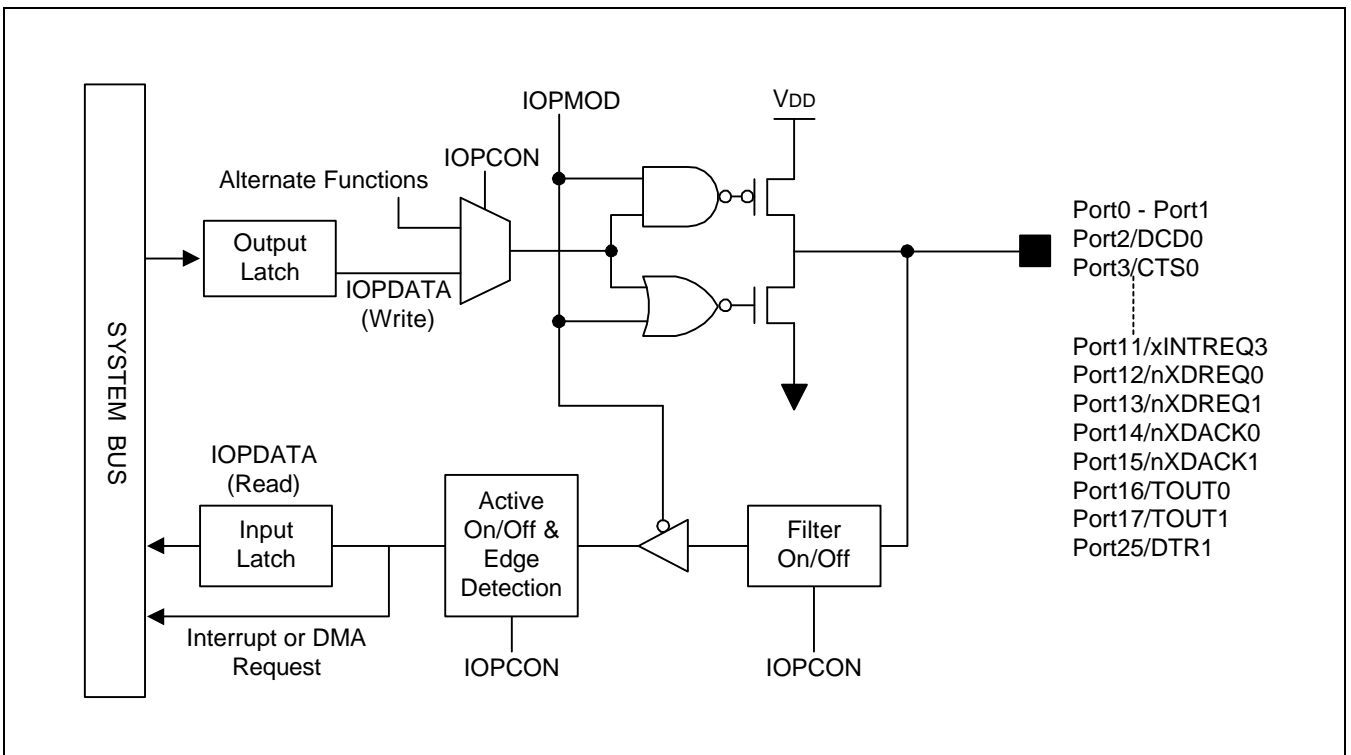 IOPMOD
VDD
IOPCON
Alternate Functions
Output
Latch
IOPDATA
(Write)
SYSTEM BUS
Port0 - Port1
Port2/DCD0
Port3/CTS0
Port11/xINTREQ3
Port12/nXDREQ0
Port13/nXDREQ1
Port14/nXDACK0
Port15/nXDACK1
Port16/TOUT0
Port17/TOUT1
Port25/DTR1
IOPDATA
(Read)
Input
Latch
Active
On/Off &
Edge
Detection
Filter
On/Off
Interrupt or DMA
Request
IOPCON
IOPCON